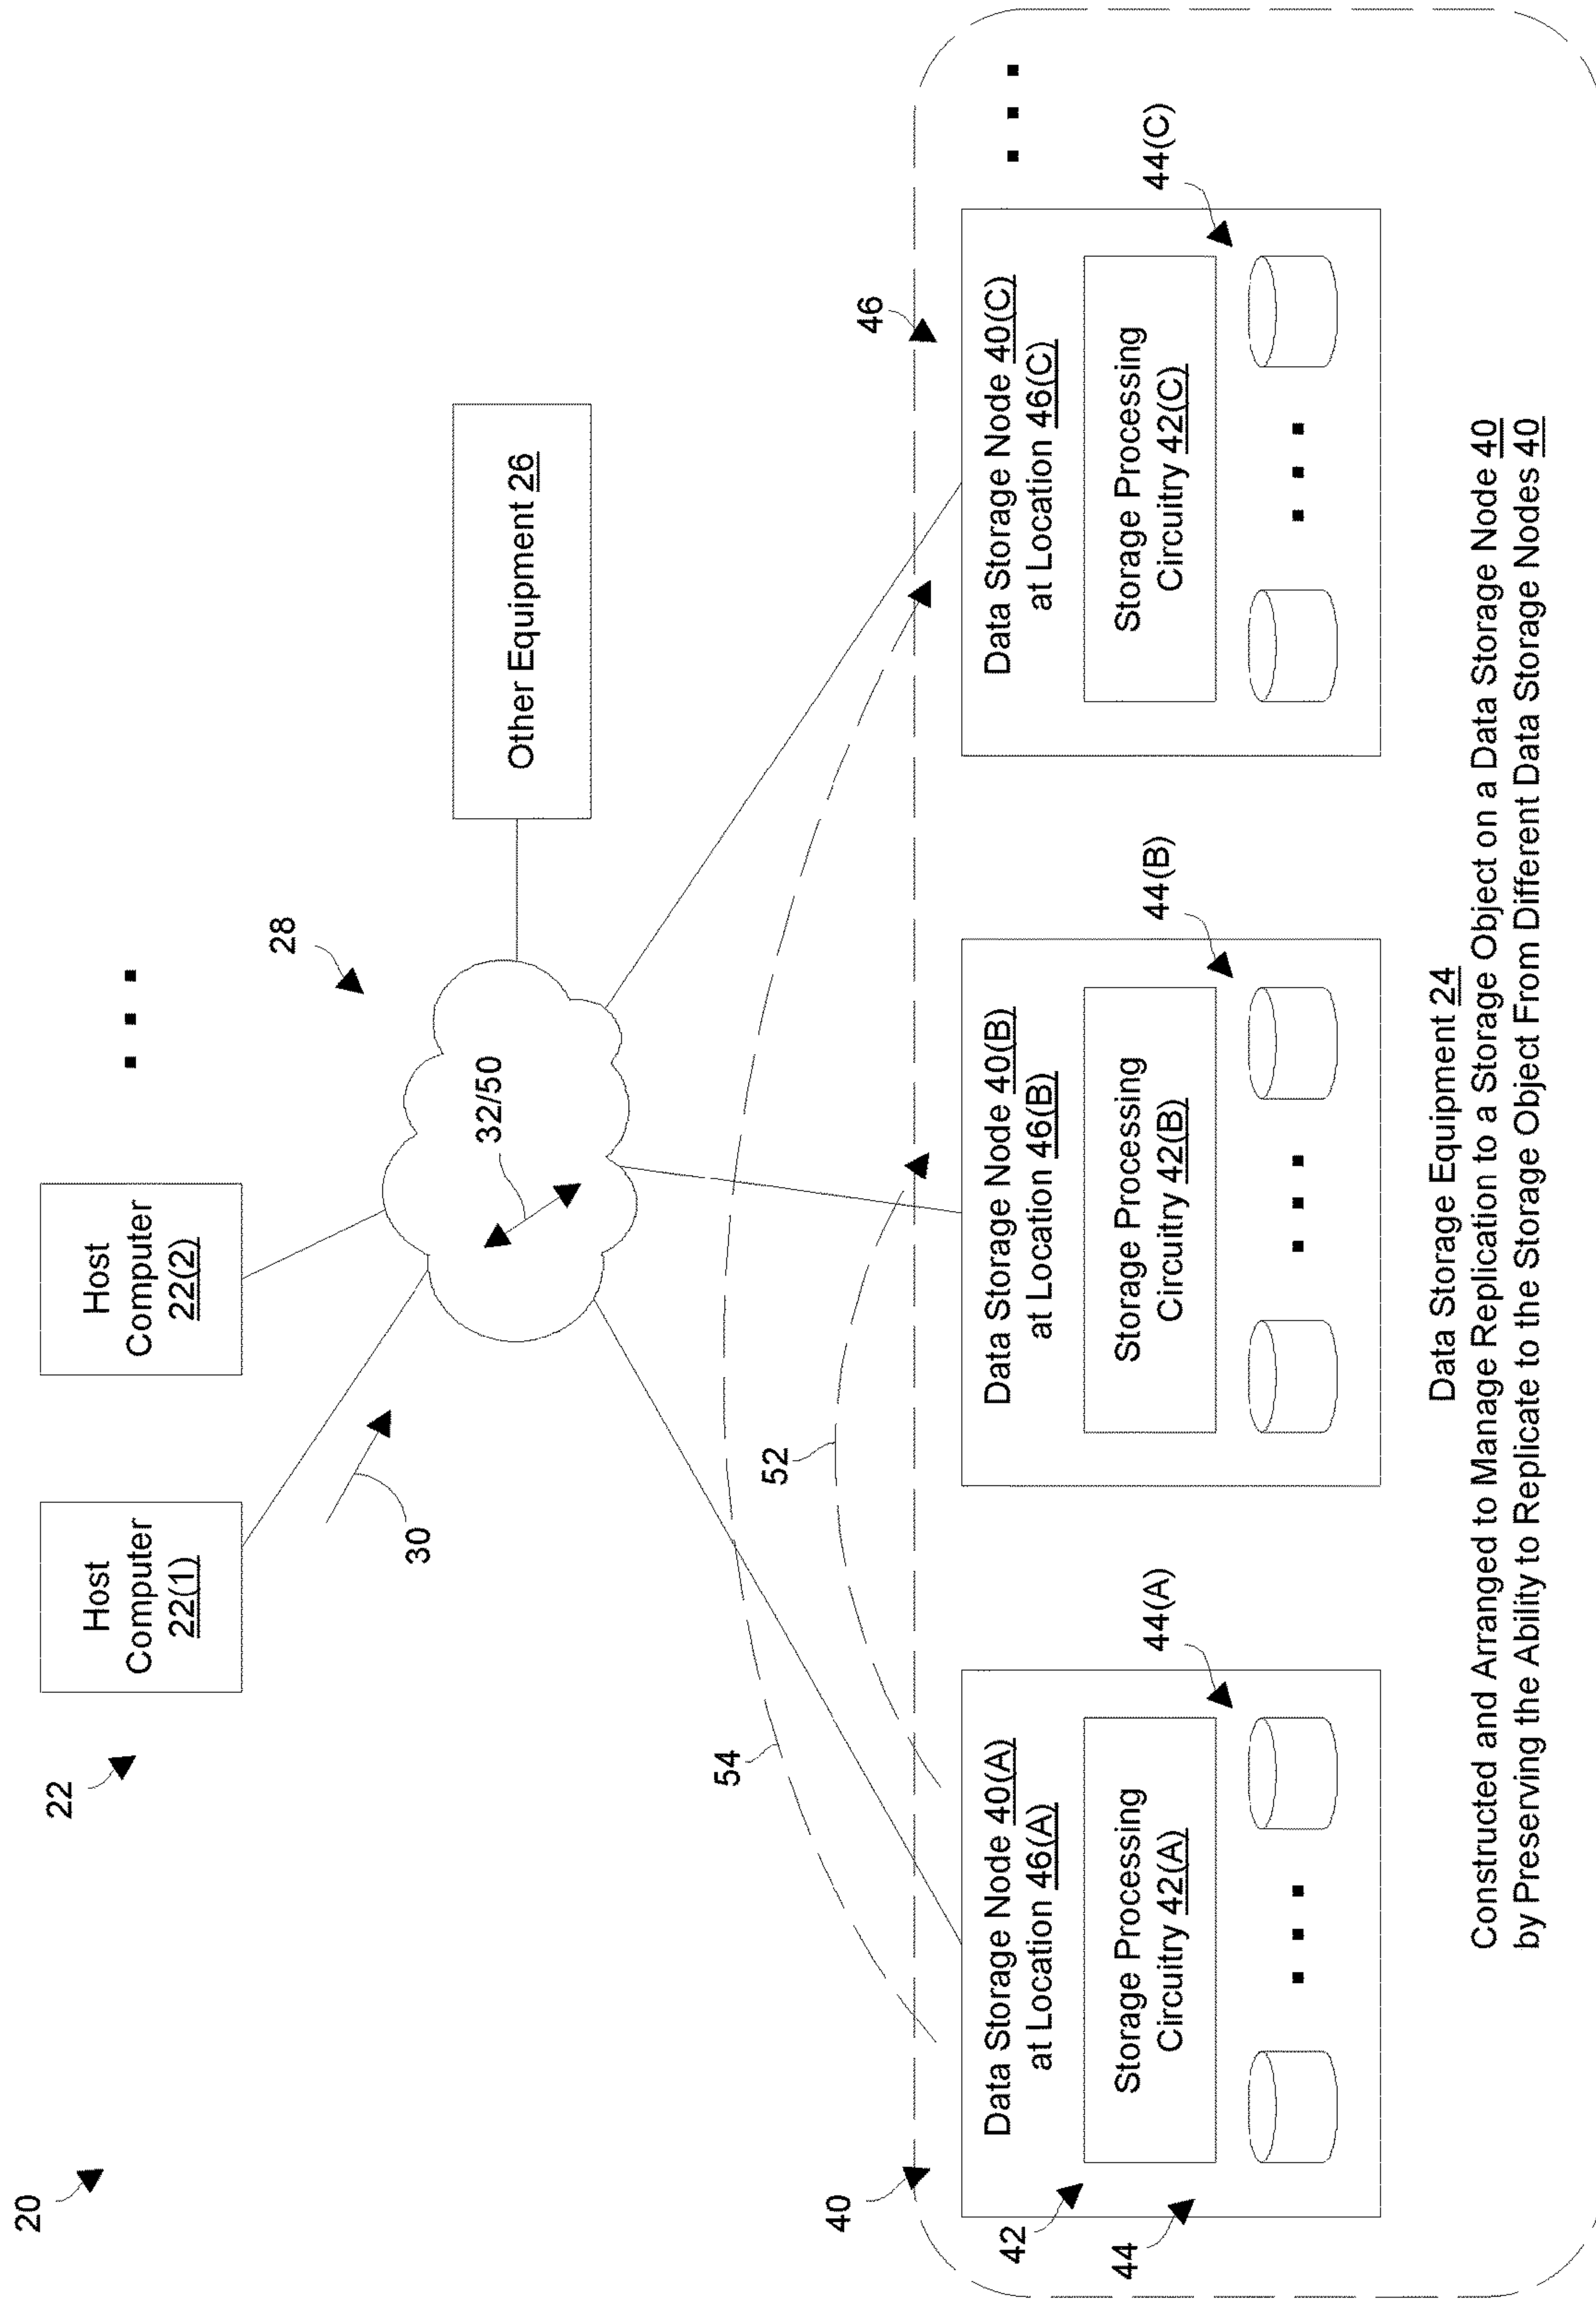 20
22
Host
Computer
22(1)
Host
Computer
22(2)
30
28
32/50
Other Equipment 26
54
52
40
46
42
44
Data Storage Node 40(A)
at Location 46(A)
Storage Processing
Circuitry 42(A)
44(A)
Data Storage Node 40(B)
at Location 46(B)
Storage Processing
Circuitry 42(B)
44(B)
Data Storage Node 40(C)
at Location 46(C)
Storage Processing
Circuitry 42(C)
44(C)
Data Storage Equipment 24
Constructed and Arranged to Manage Replication to a Storage Object on a Data Storage Node 40
by Preserving the Ability to Replicate to the Storage Object From Different Data Storage Nodes 40